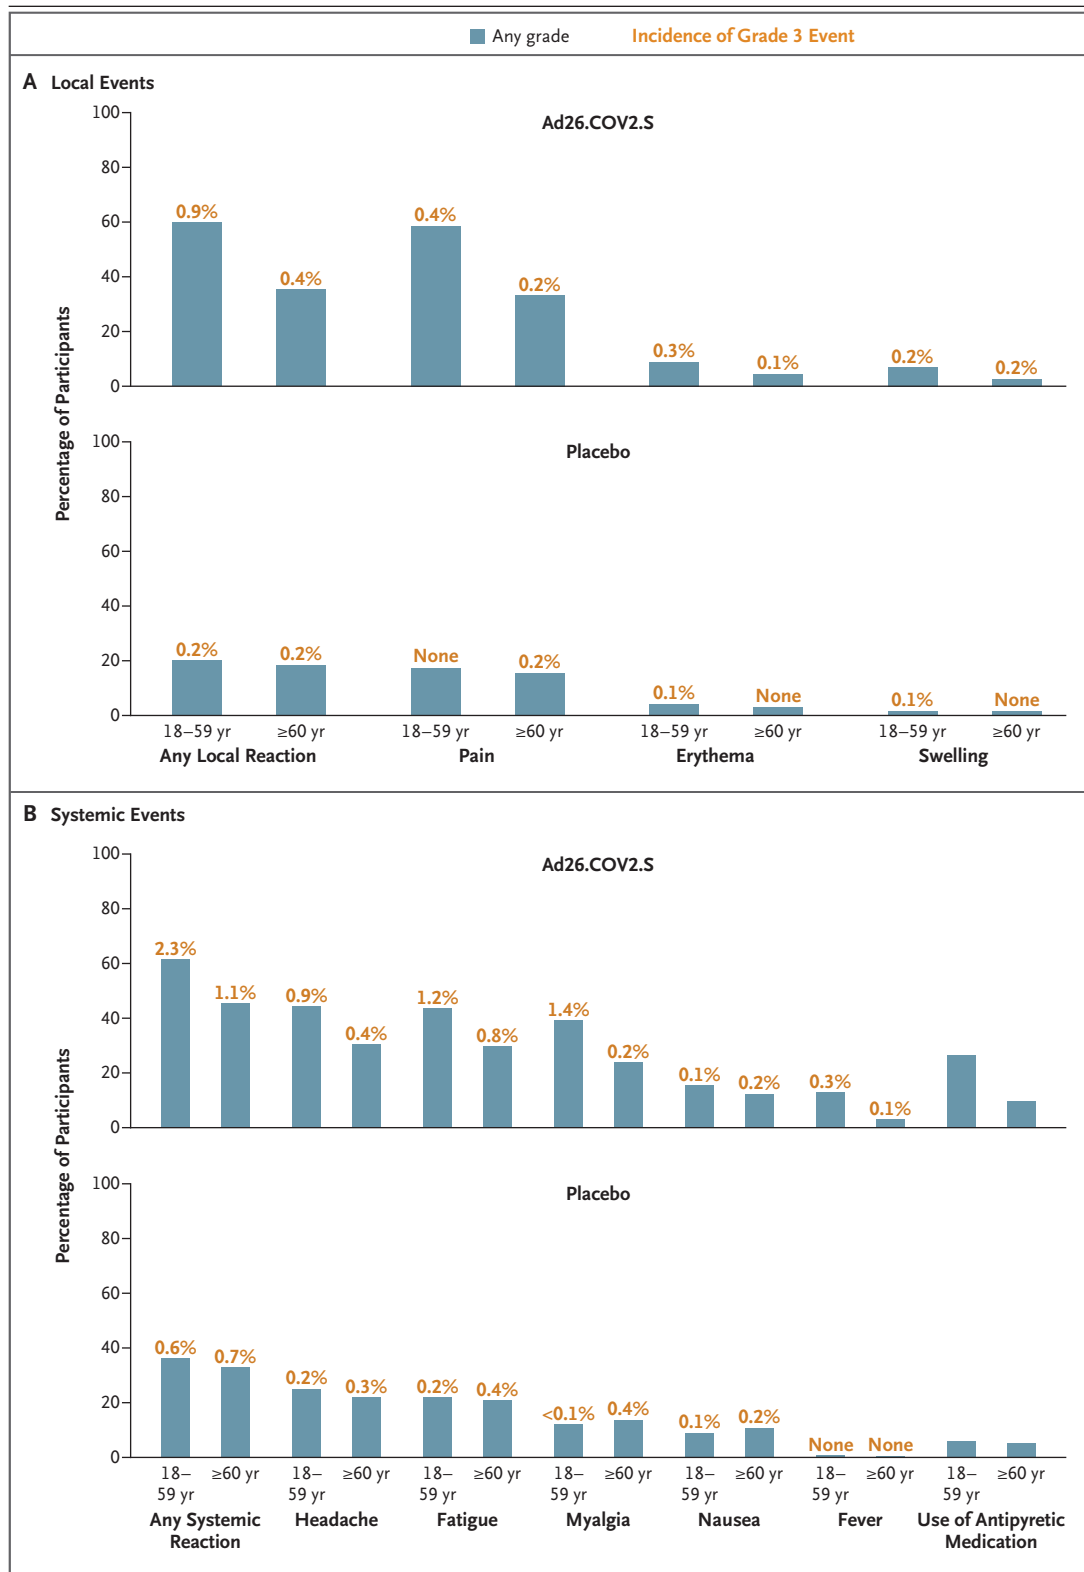 Any grade Incidence of Grade 3 Event
A Local Events
Percentage of Participants
Ad26.COV2.S
100
80
60
40
20
0
0.9% 0.4% 0.4% 0.2% 0.3% 0.1% 0.2% 0.2%
Placebo
100
80
60
40
20
0
0.2% 0.2% None 0.2% 0.1% None 0.1% None
18–59 yr ≥60 yr 18–59 yr ≥60 yr 18–59 yr ≥60 yr 18–59 yr ≥60 yr
Any Local Reaction Pain Erythema Swelling
B Systemic Events
Percentage of Participants
Ad26.COV2.S
100
80
60
40
20
0
2.3% 1.1% 0.9% 0.4% 1.2% 0.8% 1.4% 0.2% 0.1% 0.2% 0.3% 0.1%
Placebo
100
80
60
40
20
0
0.6% 0.7% 0.2% 0.3% 0.2% 0.4% <0.1% 0.4% 0.1% 0.2% None None
18– ≥60 yr 18– ≥60 yr 18– ≥60 yr 18– ≥60 yr 18– ≥60 yr 18– ≥60 yr 18– ≥60 yr
59 yr 59 yr 59 yr 59 yr 59 yr 59 yr 59 yr
Any Systemic Headache Fatigue Myalgia Nausea Fever Use of Antipyretic
Reaction Medication